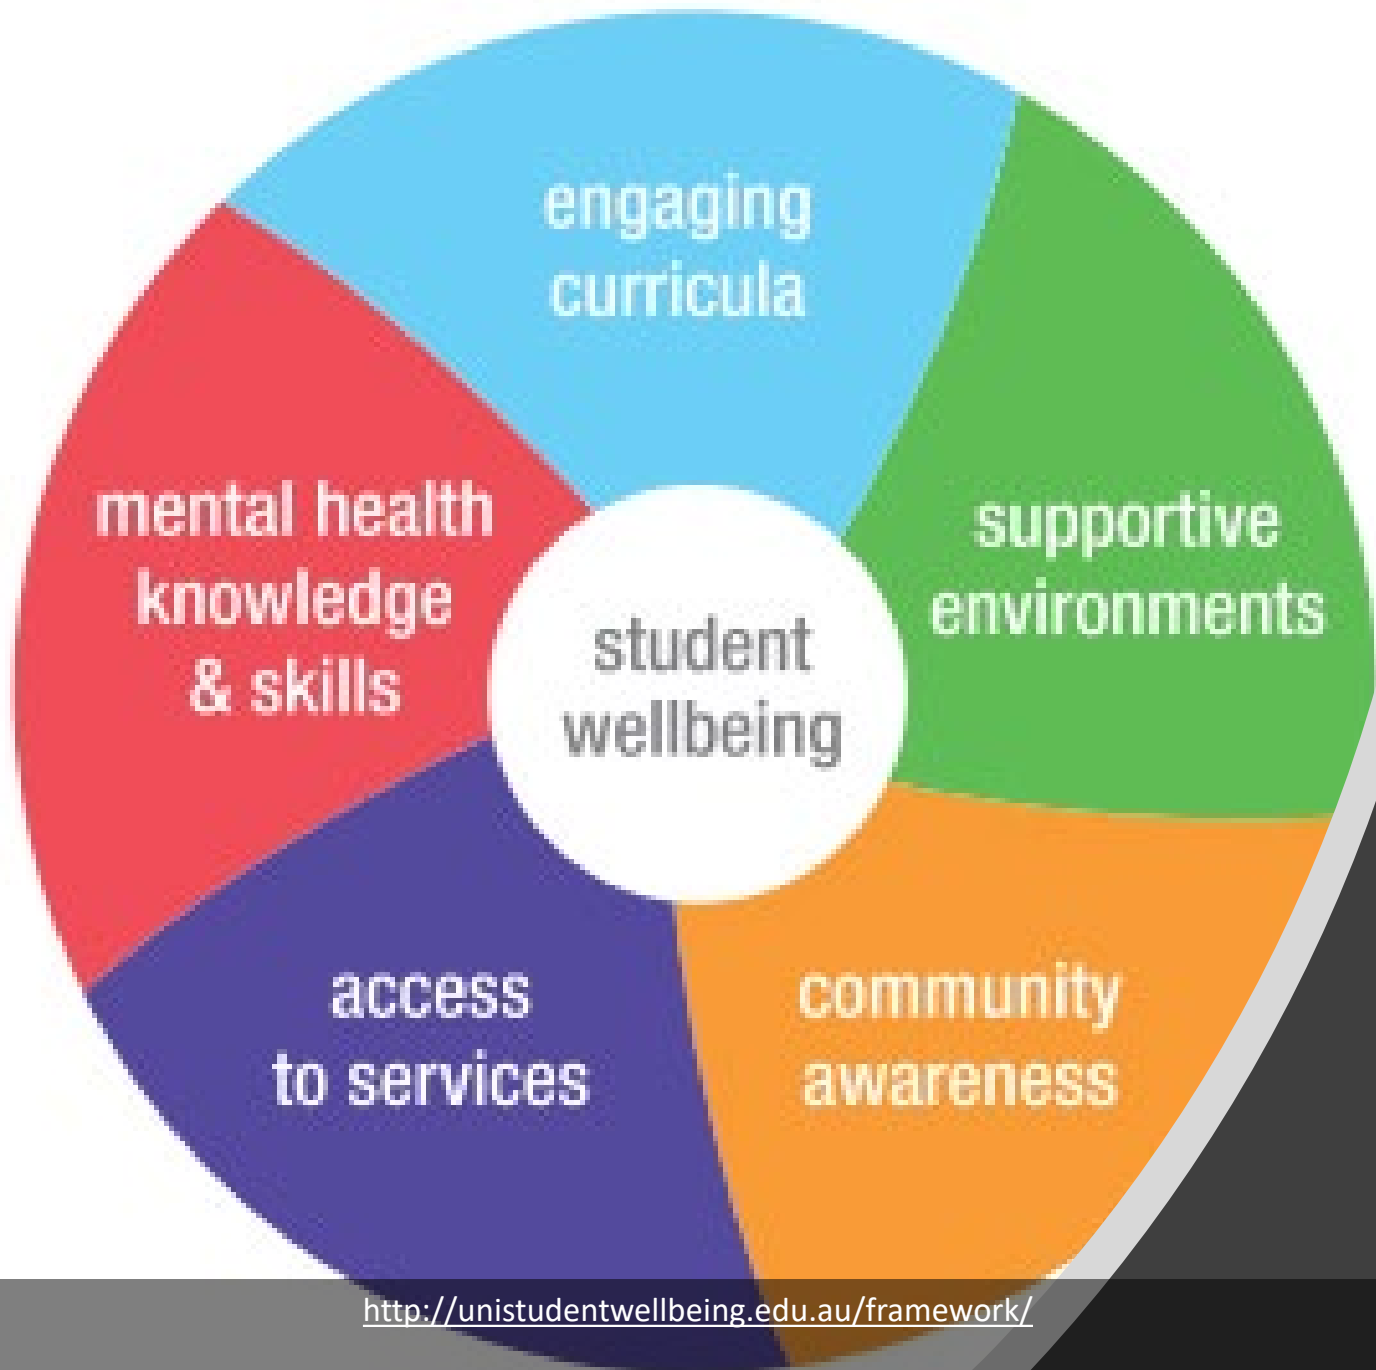 engaging
curricula
supportive
environments
mental health
knowledge
& skills
student
wellbeing
access
to services
community
awareness
http://unistudentwellbeing.edu.au/framework/